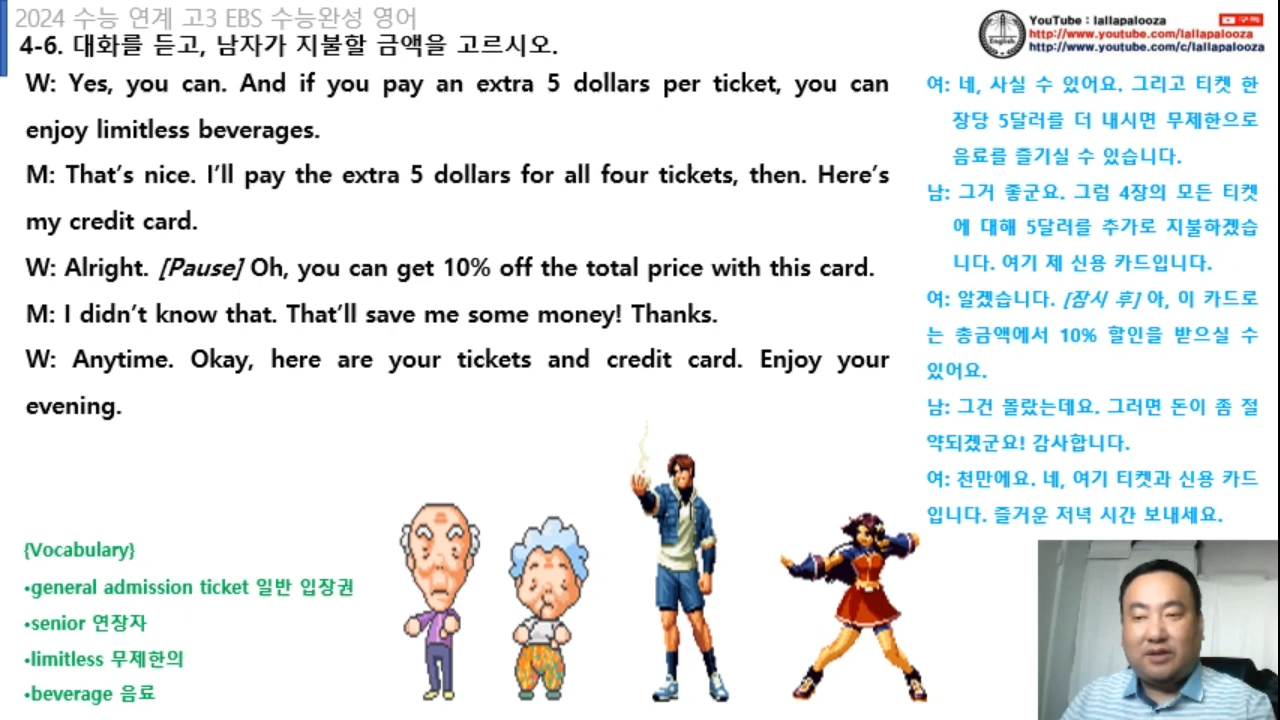 2024 수능 연계 고3 EBS 수능완성 영어
4-6. 대화를 듣고, 남자가 지불할 금액을 고르시오.
YouTube : lallapalooza
구독
http://www.youtube.com/lallapalooza
http://www.youtube.com/c/lallapalooza
English
W: Yes, you can. And if you pay an extra 5 dollars per ticket, you can
enjoy limitless beverages.
M: That’s nice. I’ll pay the extra 5 dollars for all four tickets, then. Here’s
my credit card.
W: Alright. [Pause] Oh, you can get 10% off the total price with this card.
M: I didn’t know that. That’ll save me some money! Thanks.
W: Anytime. Okay, here are your tickets and credit card. Enjoy your
evening.
여: 네, 사실 수 있어요. 그리고 티켓 한
장당 5달러를 더 내시면 무제한으로
음료를 즐기실 수 있습니다.
남: 그거 좋군요. 그럼 4장의 모든 티켓
에 대해 5달러를 추가로 지불하겠습
니다. 여기 제 신용 카드입니다.
여: 알겠습니다. [잠시 후] 아, 이 카드로
는 총금액에서 10% 할인을 받으실 수
있어요.
남: 그건 몰랐는데요. 그러면 돈이 좀 절
약되겠군요! 감사합니다.
여: 천만에요. 네, 여기 티켓과 신용 카드
입니다. 즐거운 저녁 시간 보내세요.
{Vocabulary}
•general admission ticket 일반 입장권
•senior 연장자
•limitless 무제한의
•beverage 음료